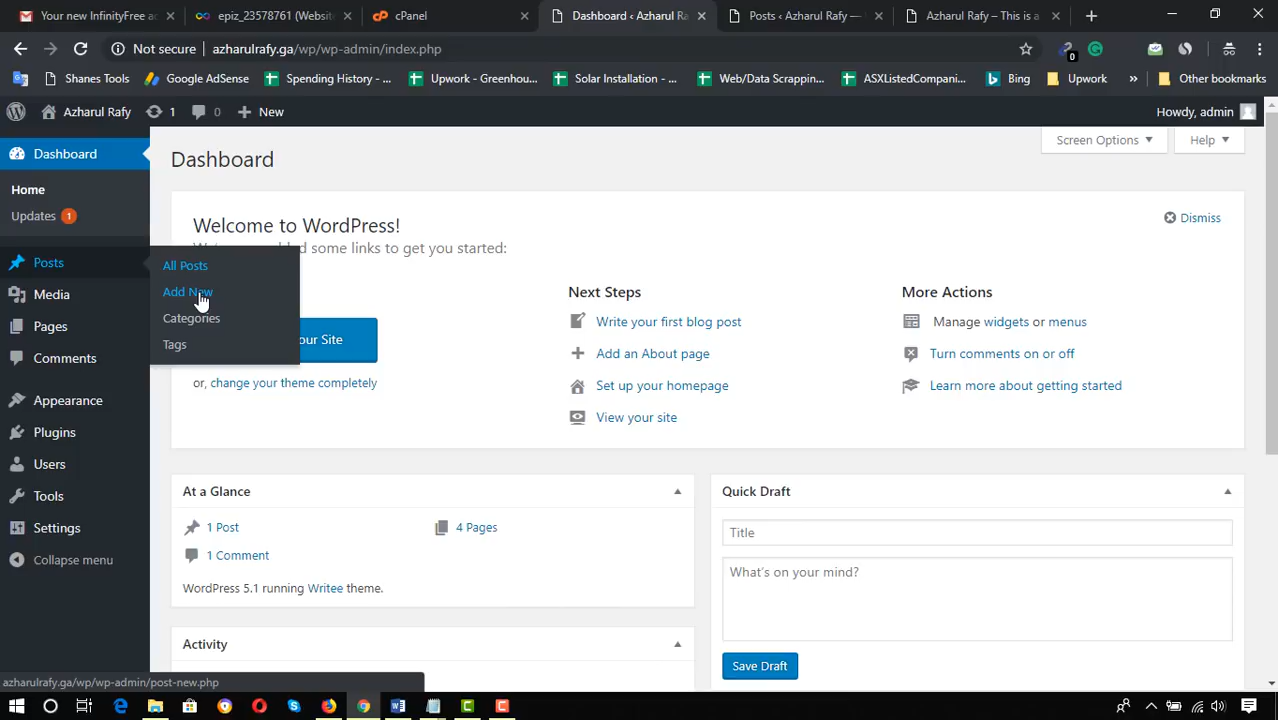 Your new InfinityFree ac
epiz_23578761 (Website
cPanel
Dashboard < Azharul Ra
Posts < Azharul Rafy —
Azharul Rafy – This is a
Not secure
azharulrafy.ga/wp/wp-admin/index.php
0
Shanes Tools
Google AdSense
Spending History - ...
Upwork - Greenhou...
Solar Installation - ...
Web/Data Scrappin...
ASXListedCompani...
Bing
Upwork
»
Other bookmarks
Azharul Rafy
1
0
New
Howdy, admin
Dashboard
Home
Updates 1
Posts
Media
Pages
Comments
Appearance
Plugins
Users
Tools
Settings
Collapse menu
All Posts
Add New
Categories
Tags
Dashboard
Screen Options
Help
Welcome to WordPress!
some links to get you started:
Dismiss
our Site
or, change your theme completely
Next Steps
Write your first blog post
Add an About page
Set up your homepage
View your site
More Actions
Manage widgets or menus
Turn comments on or off
Learn more about getting started
At a Glance
1 Post
4 Pages
1 Comment
WordPress 5.1 running Writee theme.
Activity
Quick Draft
Title
What's on your mind?
Save Draft
azharulrafy.ga/wp/wp-admin/post-new.php